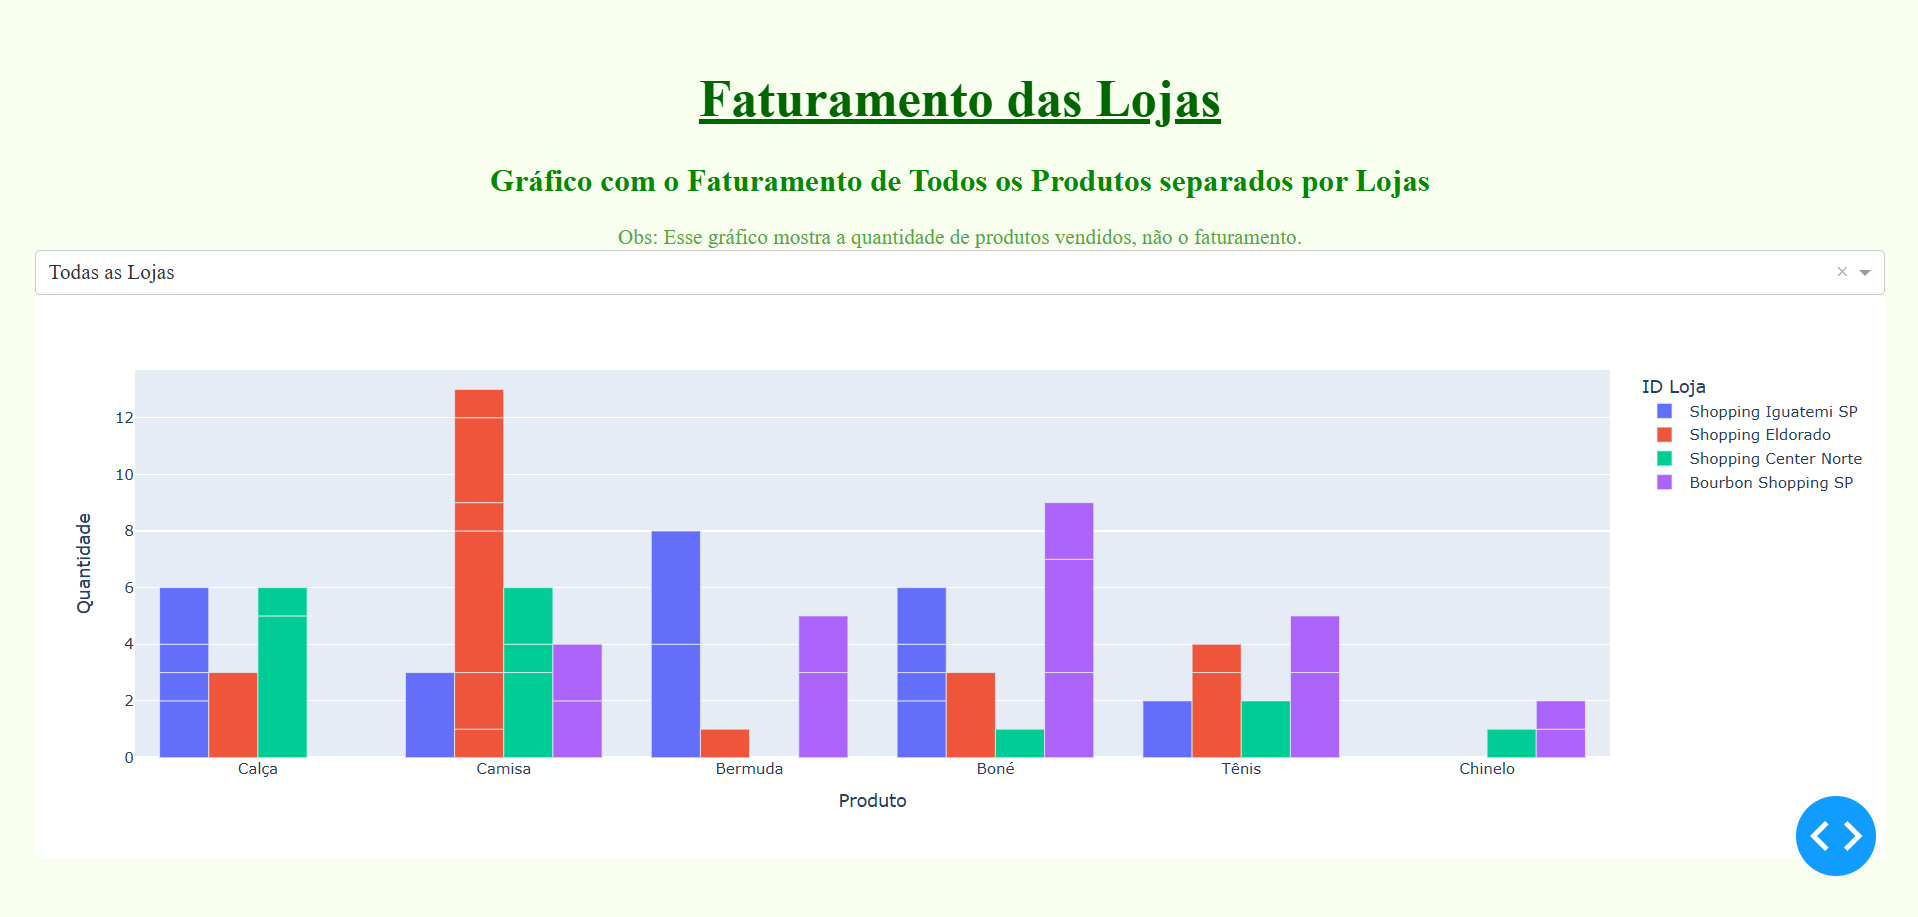 Faturamento das Lojas
Gráfico com o Faturamento de Todos os Produtos separados por Lojas
Obs: Esse gráfico mostra a quantidade de produtos vendidos, não o faturamento.
Todas as Lojas
×
ID Loja
Shopping Iguatemi SP
Shopping Eldorado
Shopping Center Norte
Bourbon Shopping SP
12
10
8
6
4
2
0
Quantidade
Calça Camisa Bermuda Boné Tênis Chinelo
Produto